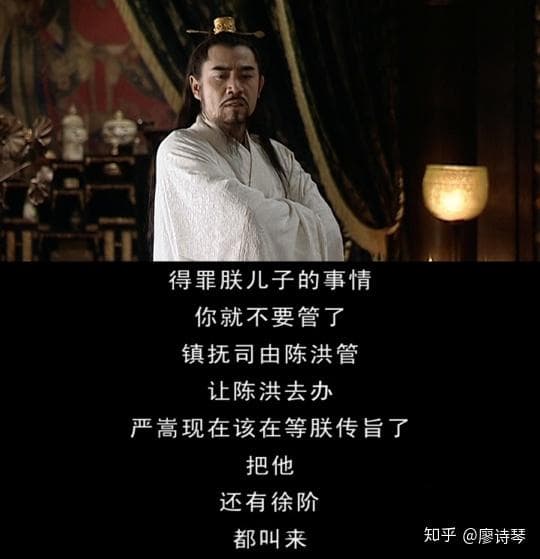 得罪朕儿子的事情
你就不要管了
镇抚司由陈洪管
让陈洪去办
严嵩现在该在等朕传旨了
把他
还有徐阶
都叫来
知乎 @廖诗琴